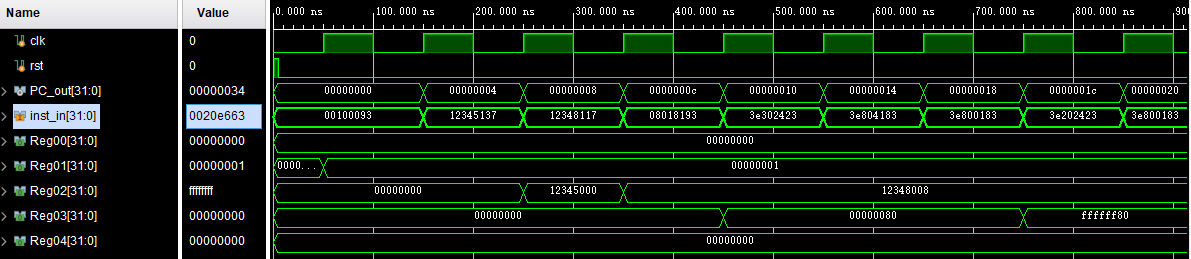 Name Value 0.000 ns 100.000 ns 200.000 ns 300.000 ns 400.000 ns 500.000 ns 600.000 ns 700.000 ns 800.000 ns 900
clk 0
rst 0
PC_out[31:0] 00000034 00000000 00000004 00000008 0000000c 00000010 00000014 00000018 0000001c 00000020
inst_in[31:0] 0020e663 00100093 12345137 12348117 08018193 3e302423 3e804183 3e800183 3e202423 3e800183
Reg00[31:0] 00000000 00000000
Reg01[31:0] 00000001 0000... 00000001
Reg02[31:0] ffffffff 00000000 12345000 12348008
Reg03[31:0] 00000000 00000000 00000080 ffffff80
Reg04[31:0] 00000000 00000000